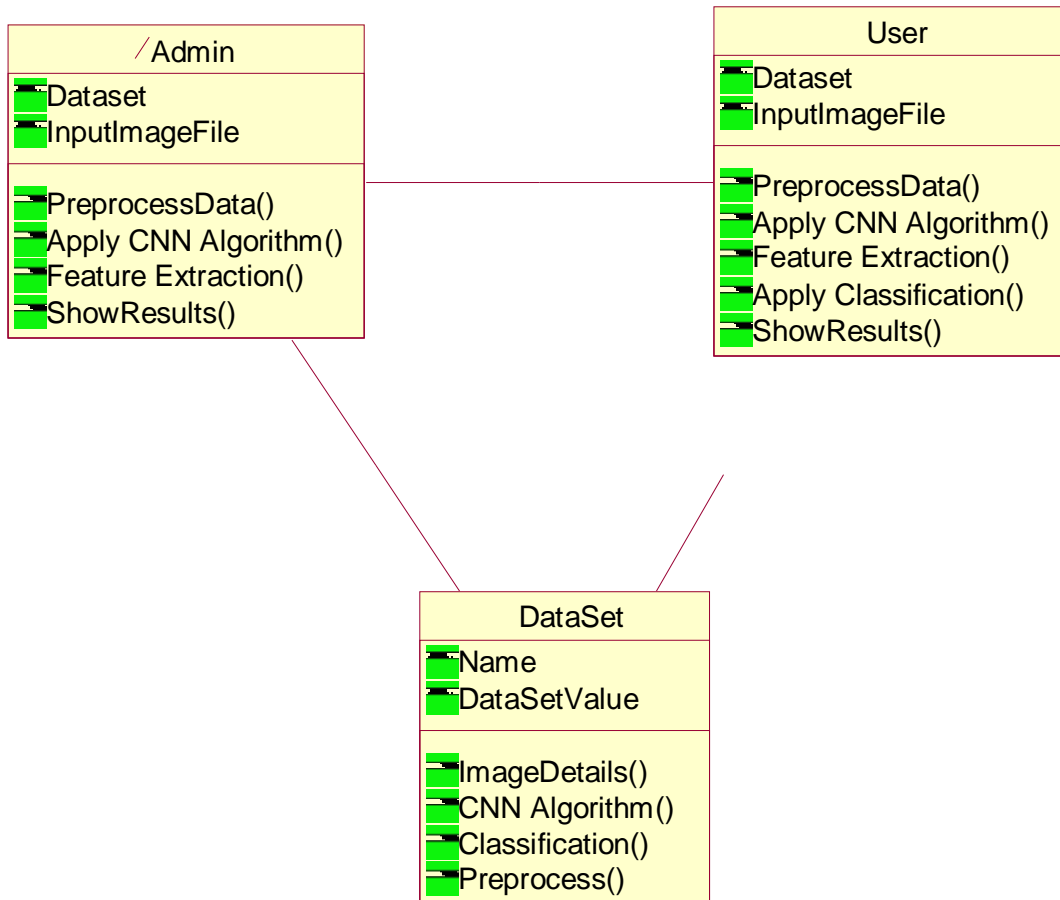 Admin
Dataset
InputImageFile
PreprocessData()
Apply CNN Algorithm()
Feature Extraction()
ShowResults()
User
Dataset
InputImageFile
PreprocessData()
Apply CNN Algorithm()
Feature Extraction()
Apply Classification()
ShowResults()
DataSet
Name
DataSetValue
ImageDetails()
CNN Algorithm()
Classification()
Preprocess()